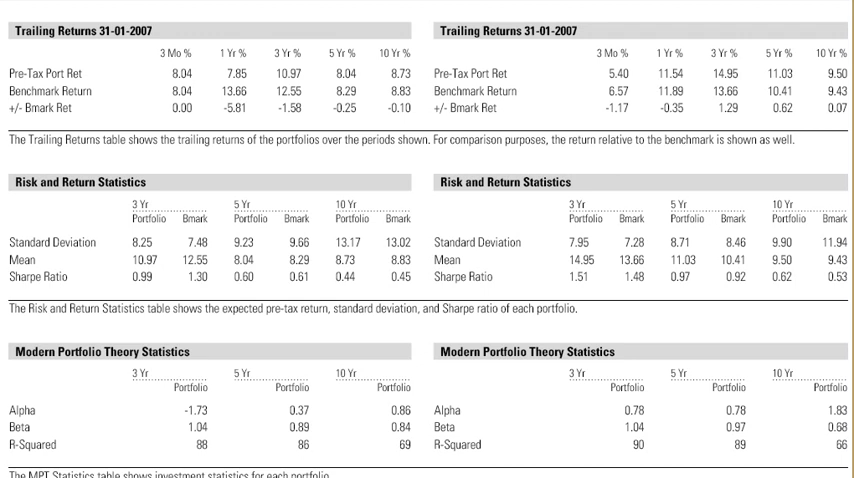 Trailing Returns 31-01-2007 Trailing Returns 31-01-2007
3 Mo % 1 Yr % 3 Yr % 5 Yr % 10 Yr % 3 Mo % 1 Yr % 3 Yr % 5 Yr % 10 Yr %
Pre-Tax Port Ret 8.04 7.85 10.97 8.04 8.73 Pre-Tax Port Ret 5.40 11.54 14.95 11.03 9.50
Benchmark Return 8.04 13.66 12.55 8.29 8.83 Benchmark Return 6.57 11.89 13.66 10.41 9.43
+/- Bmark Ret 0.00 -5.81 -1.58 -0.25 -0.10 +/- Bmark Ret -1.17 -0.35 1.29 0.62 0.07
The Trailing Returns table shows the trailing returns of the portfolios over the periods shown. For comparison purposes, the return relative to the benchmark is shown as well.
Risk and Return Statistics Risk and Return Statistics
3 Yr 5 Yr 10 Yr 3 Yr 5 Yr 10 Yr
Portfolio Bmark Portfolio Bmark Portfolio Bmark Portfolio Bmark Portfolio Bmark Portfolio Bmark
Standard Deviation 8.25 7.48 9.23 9.66 13.17 13.02 Standard Deviation 7.95 7.28 8.71 8.46 9.90 11.94
Mean 10.97 12.55 8.04 8.29 8.73 8.83 Mean 14.95 13.66 11.03 10.41 9.50 9.43
Sharpe Ratio 0.99 1.30 0.60 0.61 0.44 0.45 Sharpe Ratio 1.51 1.48 0.97 0.92 0.62 0.53
The Risk and Return Statistics table shows the expected pre-tax return, standard deviation, and Sharpe ratio of each portfolio.
Modern Portfolio Theory Statistics Modern Portfolio Theory Statistics
3 Yr 5 Yr 10 Yr 3 Yr 5 Yr 10 Yr
Portfolio Portfolio Portfolio Portfolio Portfolio Portfolio
Alpha -1.73 0.37 0.86 Alpha 0.78 0.78 1.83
Beta 1.04 0.89 0.84 Beta 1.04 0.97 0.68
R-Squared 88 86 69 R-Squared 90 89 66
The MPT Statistics table shows investment statistics for each portfolio.